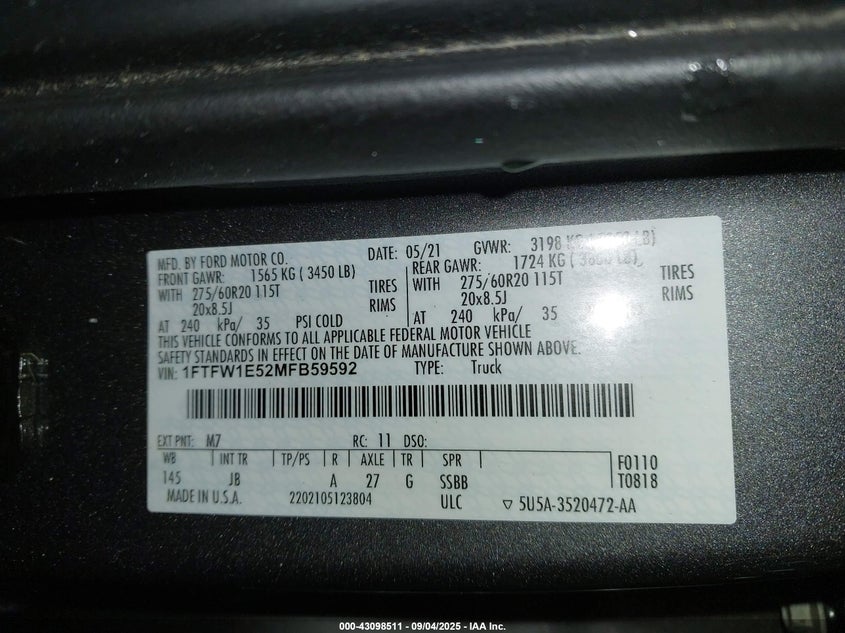 MFD. BY FORD MOTOR CO. DATE: 05/21 GVWR: 3198 KG LB)
FRONT GAWR: 1565 KG ( 3450 LB) REAR GAWR: 1724 KG ( LB)
WITH 275/60R20 115T TIRES WITH 275/60R20 115T TIRES
20x8.5J RIMS 20x8.5J RIMS
AT 240 kPa/ 35 PSI COLD AT 240 kPa/ 35
THIS VEHICLE CONFORMS TO ALL APPLICABLE FEDERAL MOTOR VEHICLE
SAFETY STANDARDS IN EFFECT ON THE DATE OF MANUFACTURE SHOWN ABOVE.
VIN: 1FTFW1E52MFB59592 TYPE: Truck
EXT PNT: M7 RC: 11 DSO:
WB INT TR TP/PS R AXLE TR SPR F0110
145 JB A 27 G SSBB T0818
MADE IN U.S.A. 2202105123804 ULC ▽ 5U5A-3520472-AA
000-43098511 - 09/04/2025 - IAA Inc.